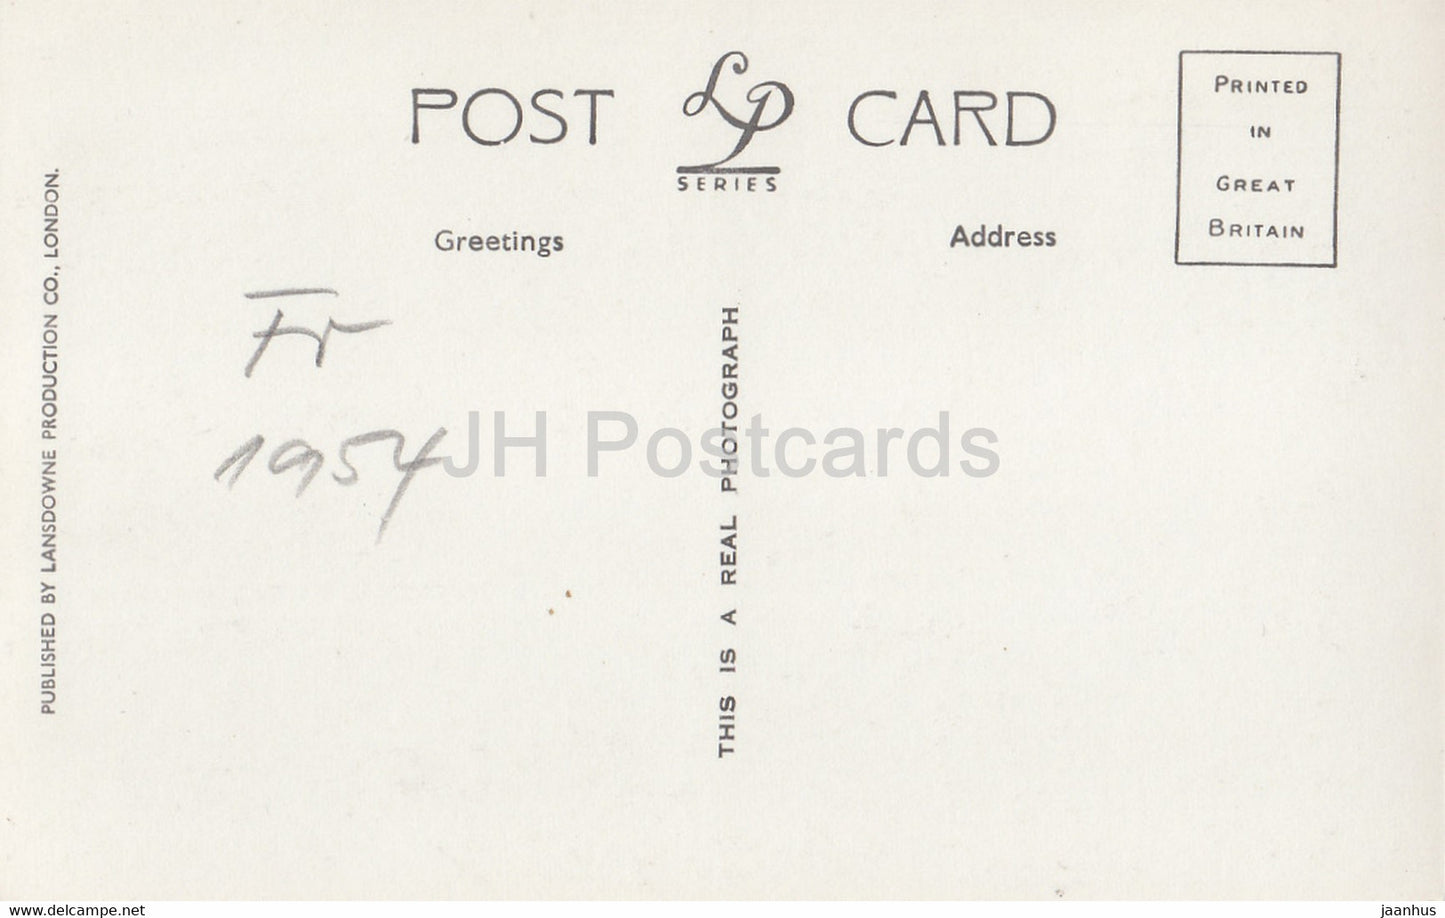 POST LP CARD
SERIES
PRINTED
IN
GREAT
BRITAIN
Greetings
Address
PUBLISHED BY LANSDOWNE PRODUCTION CO., LONDON.
THIS IS A REAL PHOTOGRAPH
Fr
1954
JH Postcards
www.delcampe.net
jaanhus